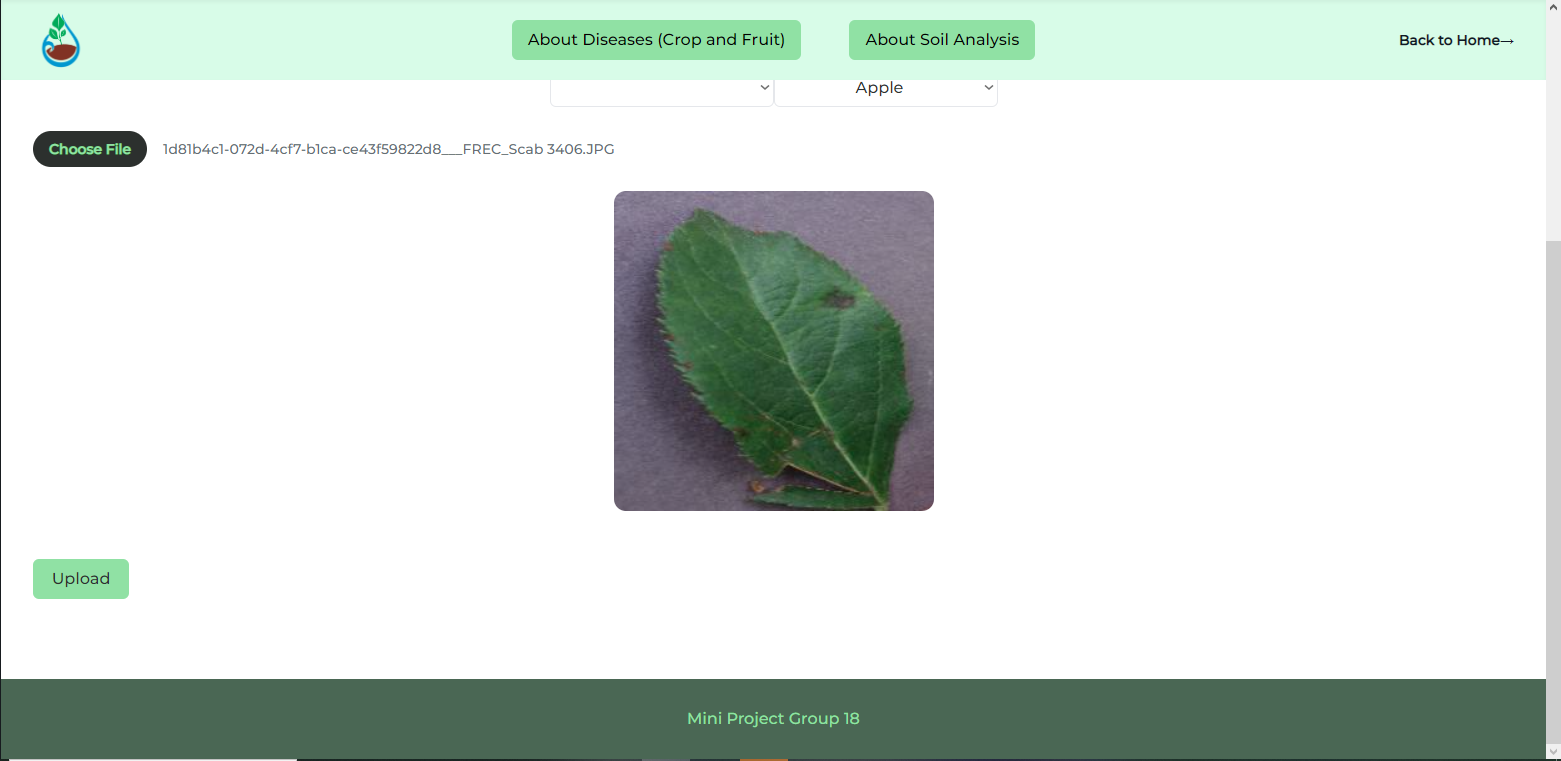 About Diseases (Crop and Fruit)
About Soil Analysis
Back to Home→
Apple
Choose File
1d81b4c1-072d-4cf7-b1ca-ce43f59822d8___FREC_Scab 3406.JPG
Upload
Mini Project Group 18